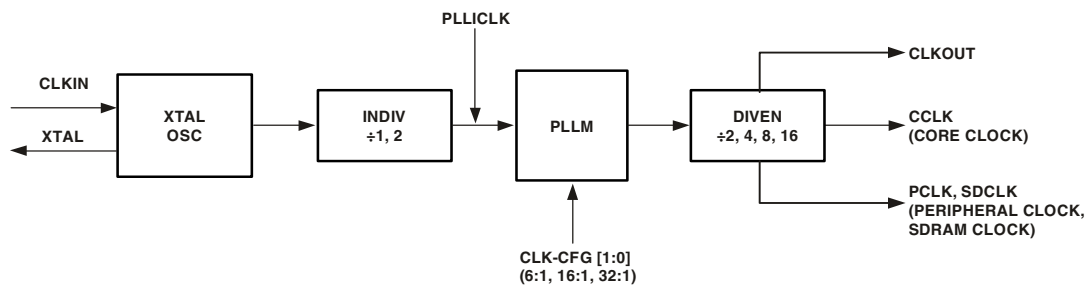 PLLICLK
CLKIN
XTAL
XTAL
OSC
INDIV
÷1, 2
PLLM
DIVEN
÷2, 4, 8, 16
CLKOUT
CCLK
(CORE CLOCK)
PCLK, SDCLK
(PERIPHERAL CLOCK,
SDRAM CLOCK)
CLK-CFG [1:0]
(6:1, 16:1, 32:1)